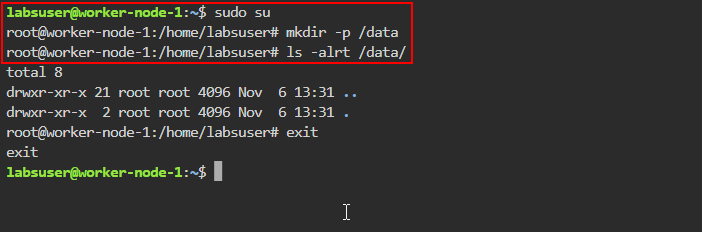 labsuser@worker-node-1:~$ sudo su
root@worker-node-1:/home/labsuser# mkdir -p /data
root@worker-node-1:/home/labsuser# ls -alrt /data/
total 8
drwxr-xr-x 21 root root 4096 Nov  6 13:31 ..
drwxr-xr-x  2 root root 4096 Nov  6 13:31 .
root@worker-node-1:/home/labsuser# exit
exit
labsuser@worker-node-1:~$